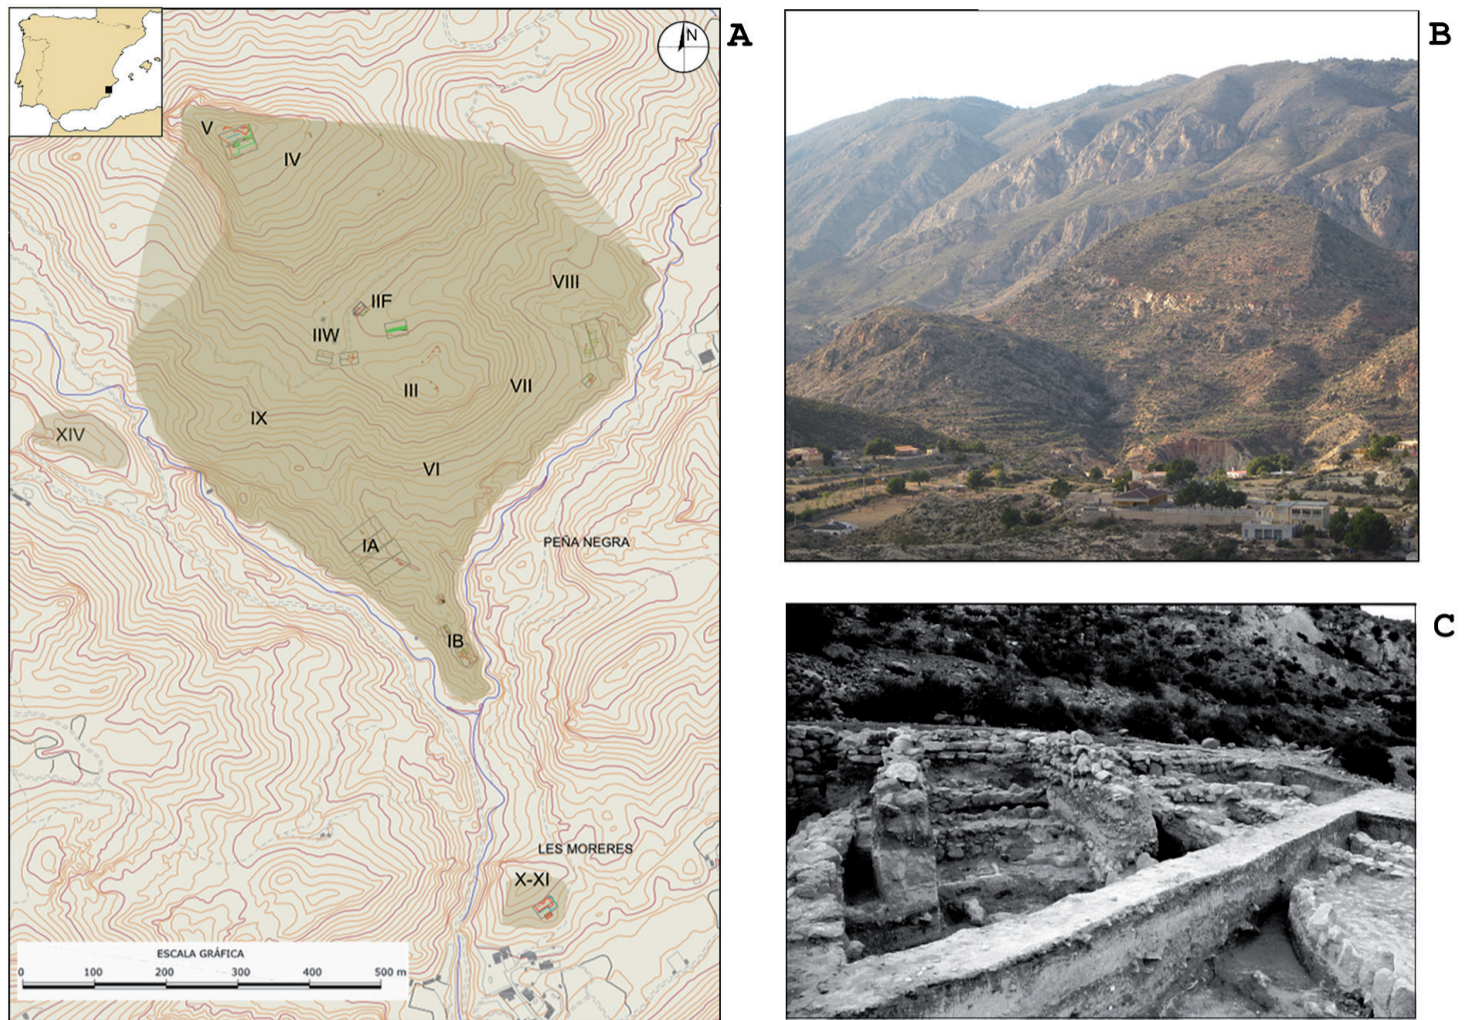 A
N
V
IV
VIII
IIF
IIW
III
VII
IX
XIV
VI
IA
PEÑA NEGRA
IB
LES MORERES
X-XI
ESCALA GRÁFICA
0 100 200 300 400 500 m
B
C